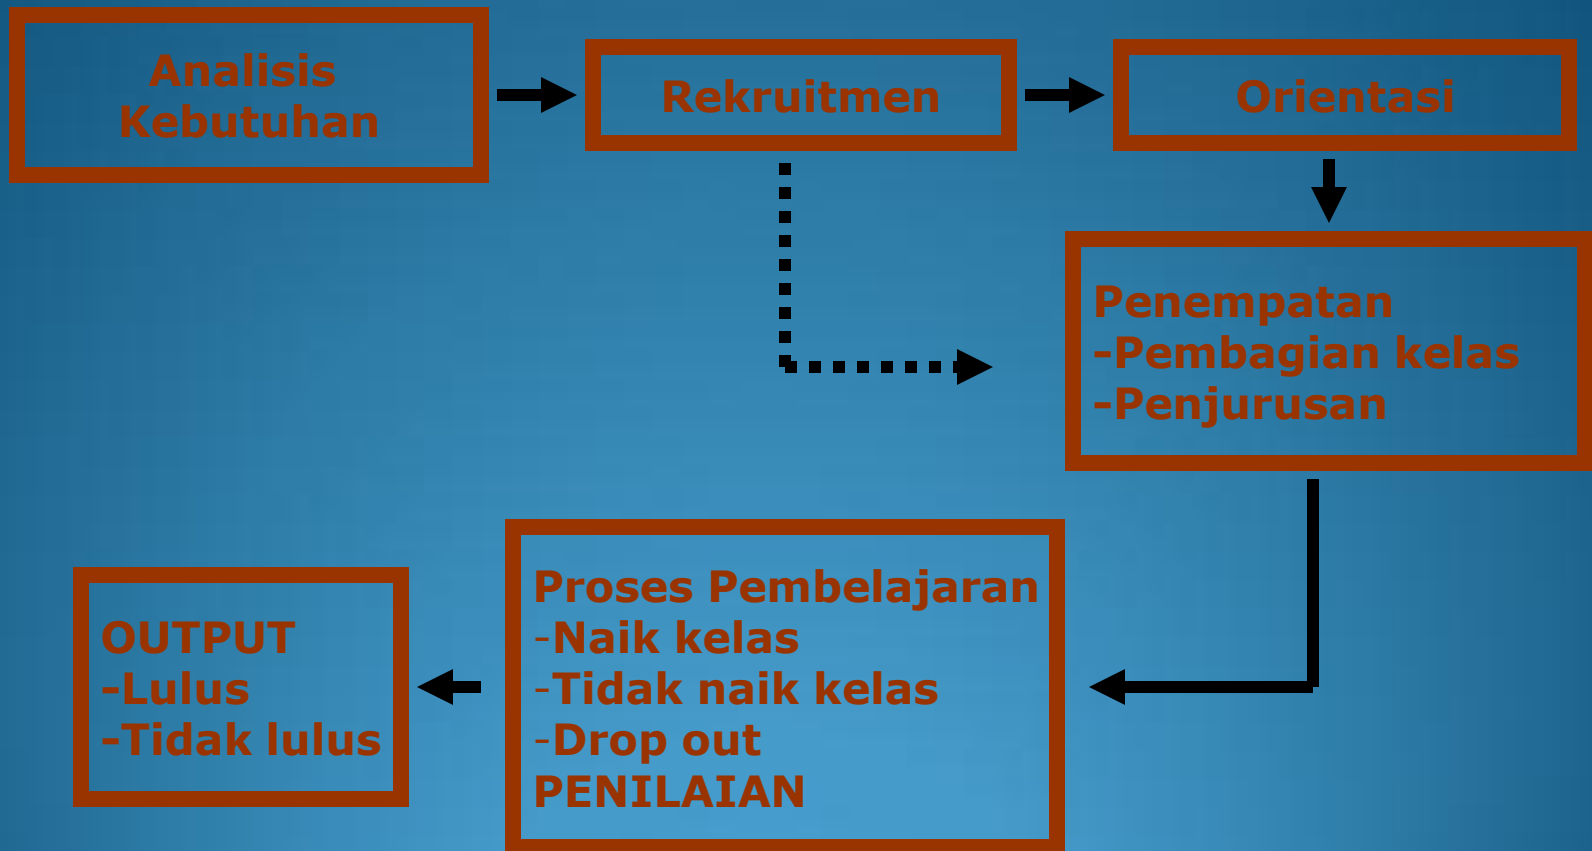 Analisis
Kebutuhan
Rekruitmen
Orientasi
Penempatan
-Pembagian kelas
-Penjurusan
Proses Pembelajaran
-Naik kelas
-Tidak naik kelas
-Drop out
PENILAIAN
OUTPUT
-Lulus
-Tidak lulus